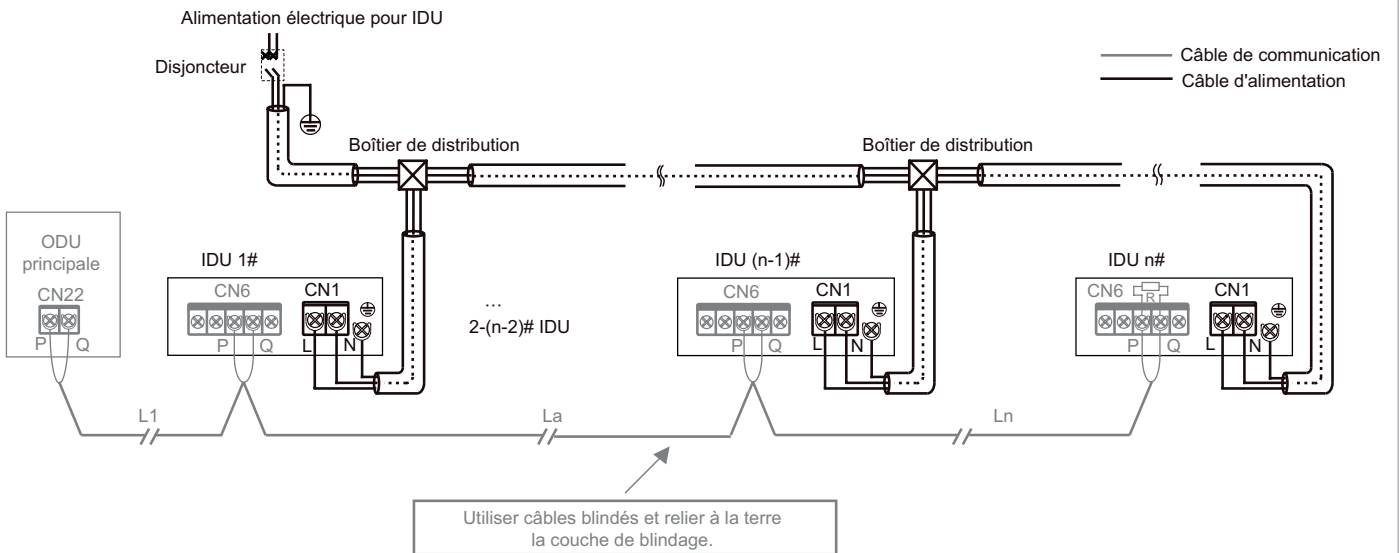 Alimentation électrique pour IDU
Disjoncteur
Câble de communication
Câble d'alimentation
Boîtier de distribution
Boîtier de distribution
ODU
principale
CN22
P Q
IDU 1#
CN6 CN1
P Q L N
...
2-(n-2)# IDU
IDU (n-1)#
CN6 CN1
P Q L N
IDU n#
CN6 R CN1
P Q L N
L1
La
Ln
Utiliser câbles blindés et relier à la terre
la couche de blindage.